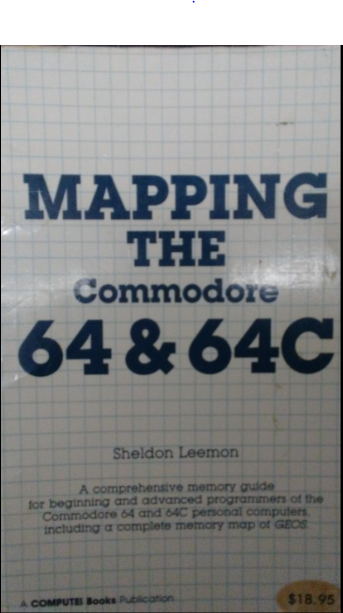 MAPPING
THE
Commodore
64 & 64C
Sheldon Leemon
A comprehensive memory guide
for beginning and advanced programmers of the
Commodore 64 and 64C personal computers,
including a complete memory map of GEOS.
A COMPUTE! Books Publication
$18.95